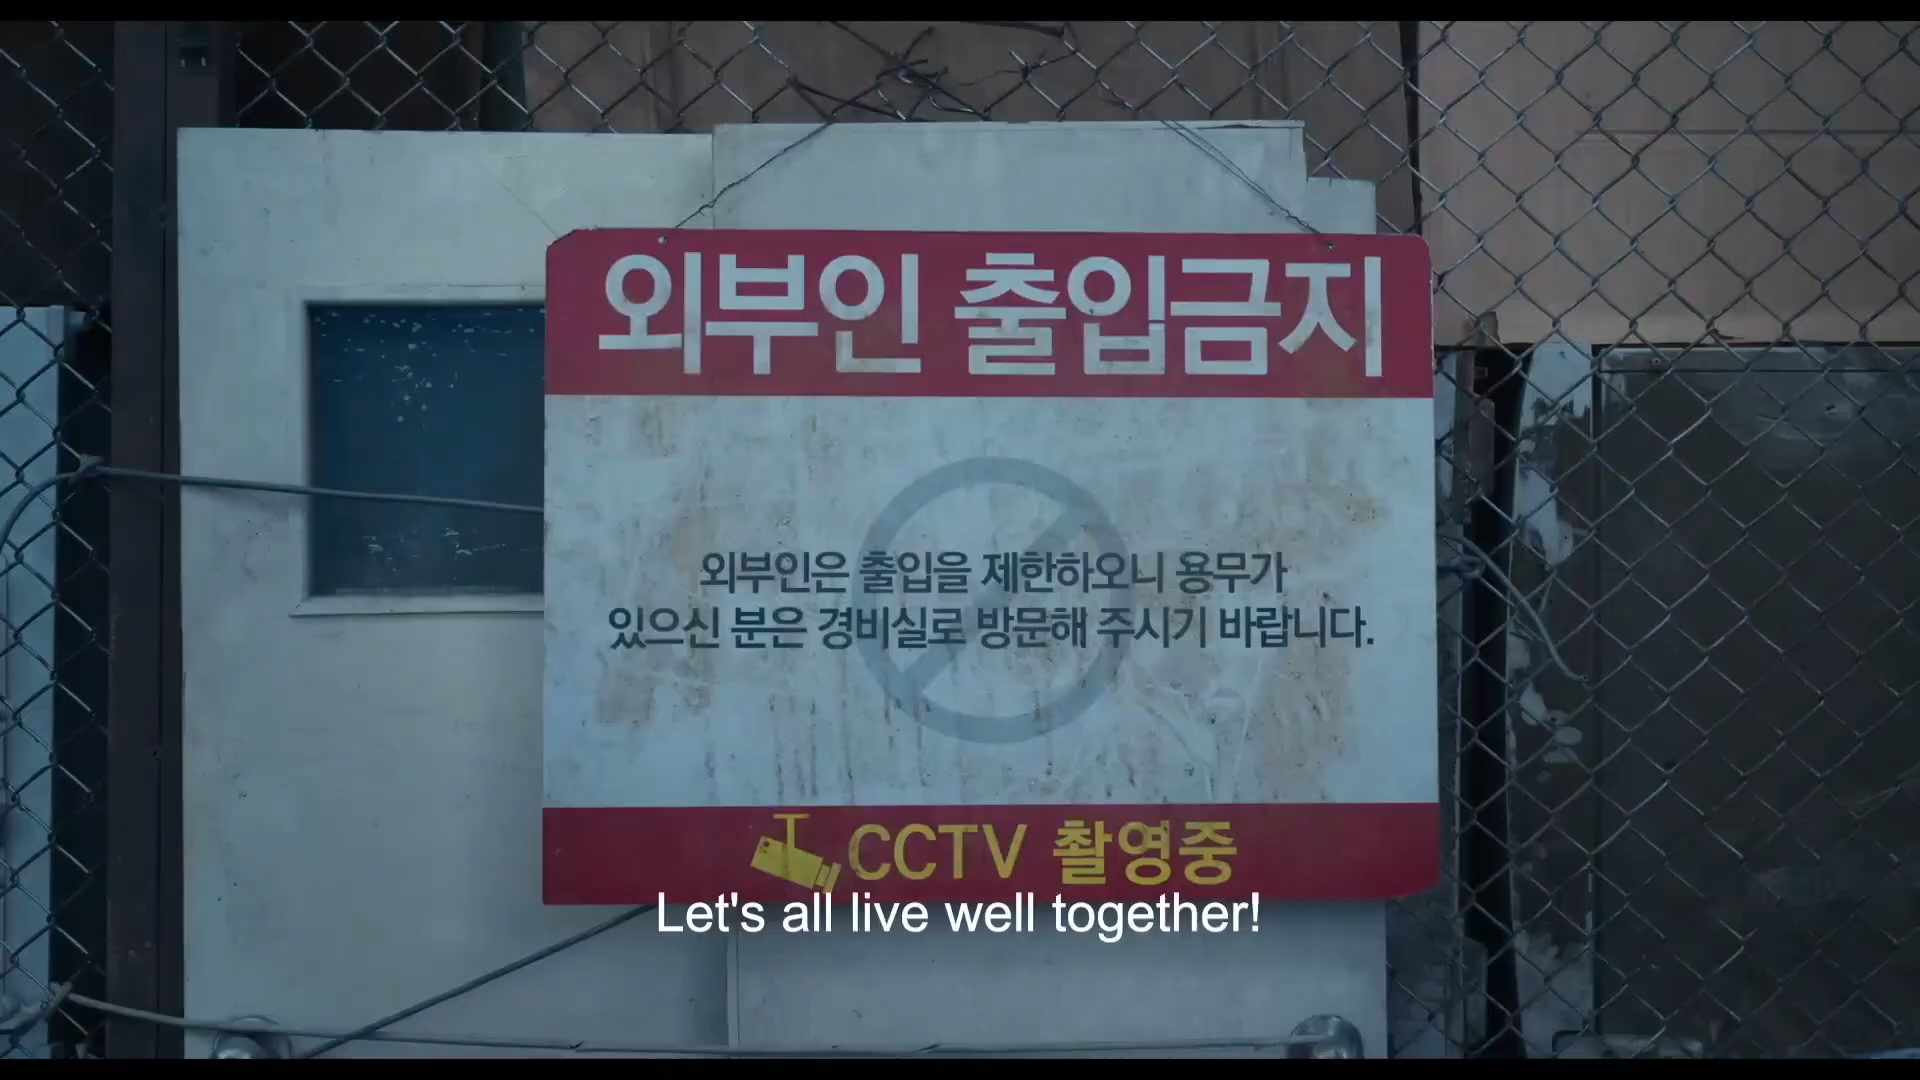 외부인 출입금지
외부인은 출입을 제한하오니 용무가
있으신 분은 경비실로 방문해 주시기 바랍니다.
CCTV 촬영중
Let's all live well together!